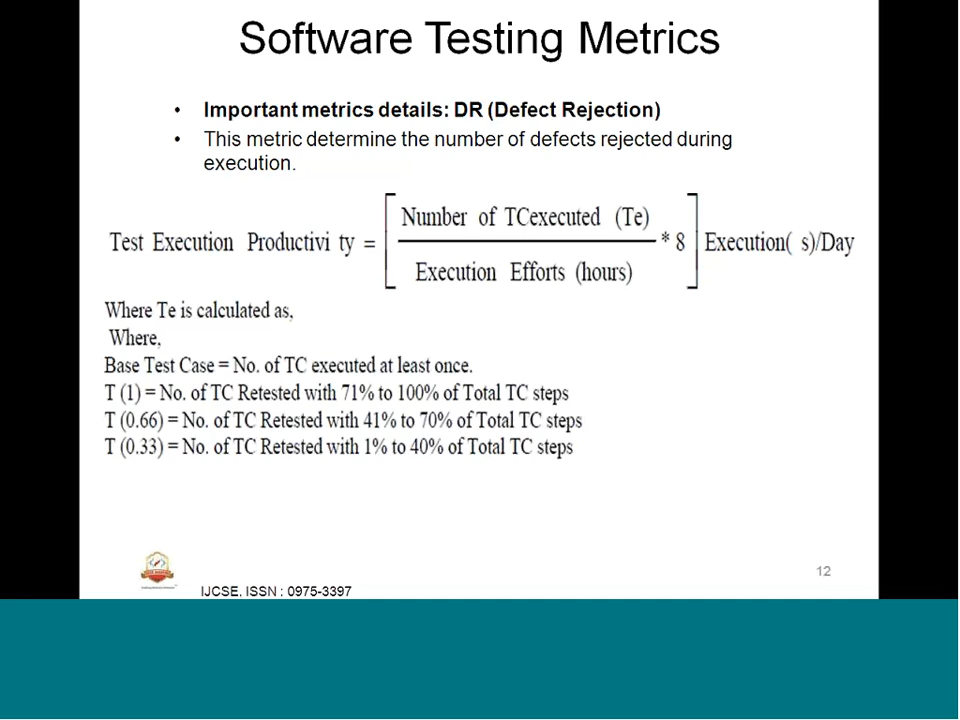 Software Testing Metrics
• Important metrics details: DR (Defect Rejection)
• This metric determine the number of defects rejected during
execution.
Test Execution Productivi ty = [ Number of TCexecuted (Te) / Execution Efforts (hours) * 8 ] Execution( s)/Day
Where Te is calculated as,
Where,
Base Test Case = No. of TC executed at least once.
T (1) = No. of TC Retested with 71% to 100% of Total TC steps
T (0.66) = No. of TC Retested with 41% to 70% of Total TC steps
T (0.33) = No. of TC Retested with 1% to 40% of Total TC steps
12
IJCSE, ISSN : 0975-3397